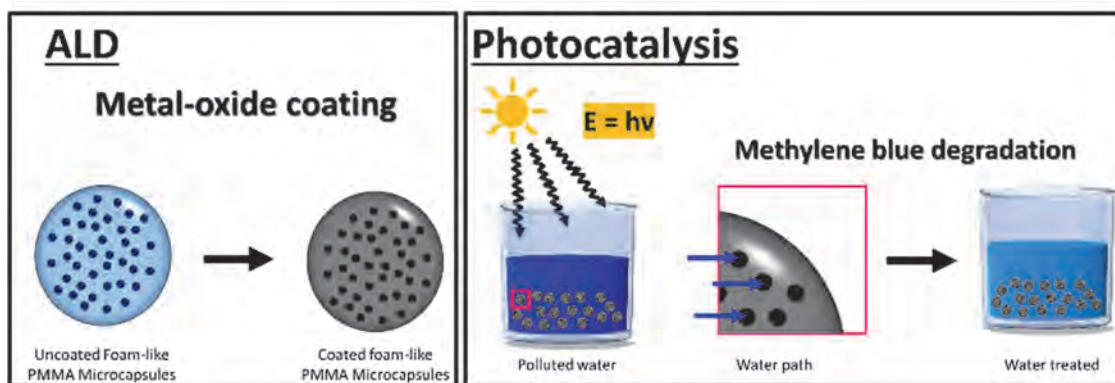 ALD
Metal-oxide coating
Uncoated Foam-like
PMMA Microcapsules
Coated foam-like
PMMA Microcapsules
Photocatalysis
E = hν
Methylene blue degradation
Polluted water
Water path
Water treated